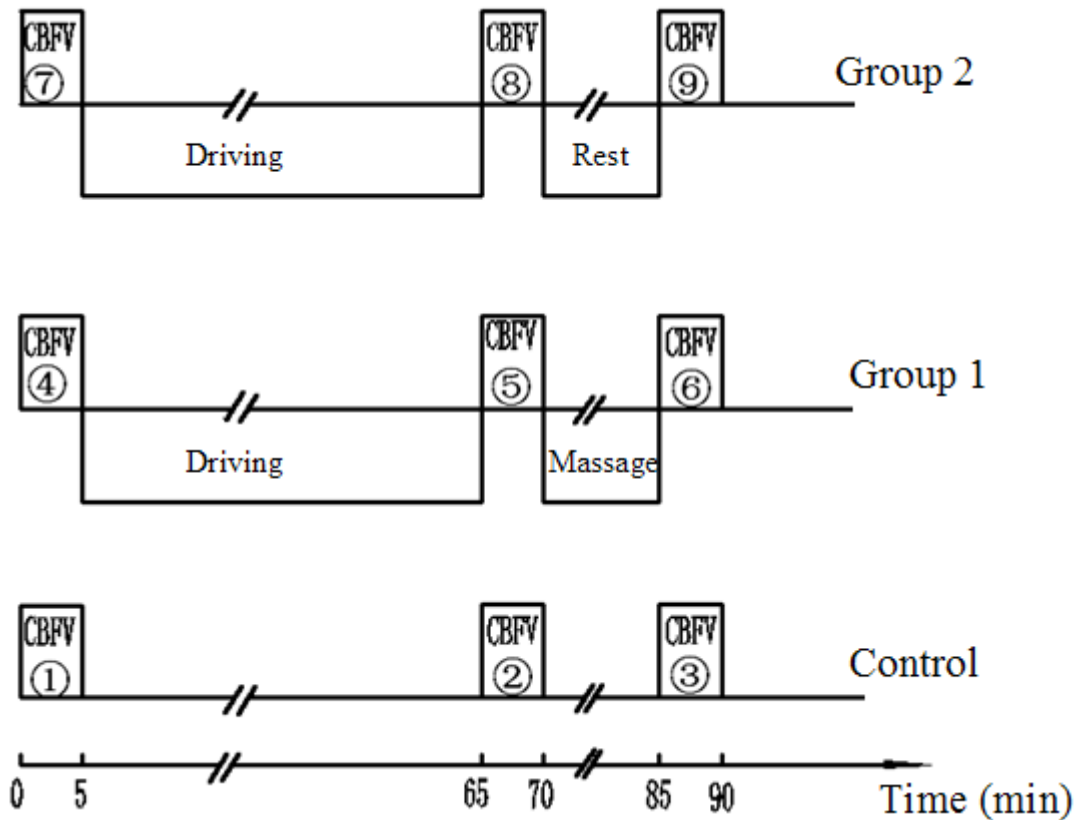 CBFV CBFV CBFV
⑦ ⑧ ⑨ Group 2
Driving Rest
CBFV CBFV CBFV
④ ⑤ ⑥ Group 1
Driving Massage
CBFV CBFV CBFV
① ② ③ Control
0 5 65 70 85 90 Time (min)